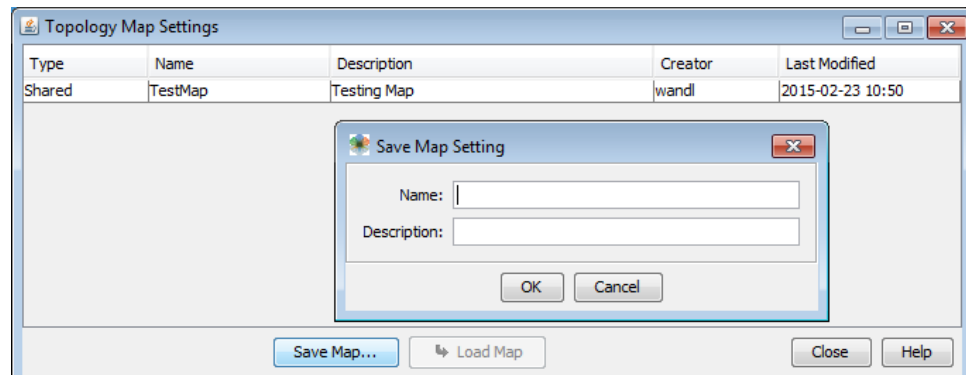 Topology Map Settings
Type Name Description Creator Last Modified
Shared TestMap Testing Map wandl 2015-02-23 10:50
Save Map Setting
Name:
Description:
OK Cancel
Save Map... Load Map Close Help